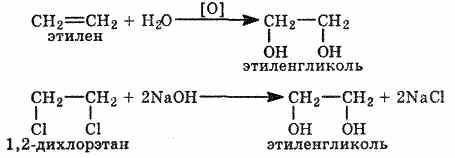 [O]
CH₂═CH₂ + H₂O ⟶ CH₂—CH₂
этилен
OH OH
этиленгликоль
CH₂—CH₂ + 2NaOH ⟶ CH₂—CH₂ + 2NaCl
Cl Cl OH OH
1,2-дихлорэтан этиленгликоль